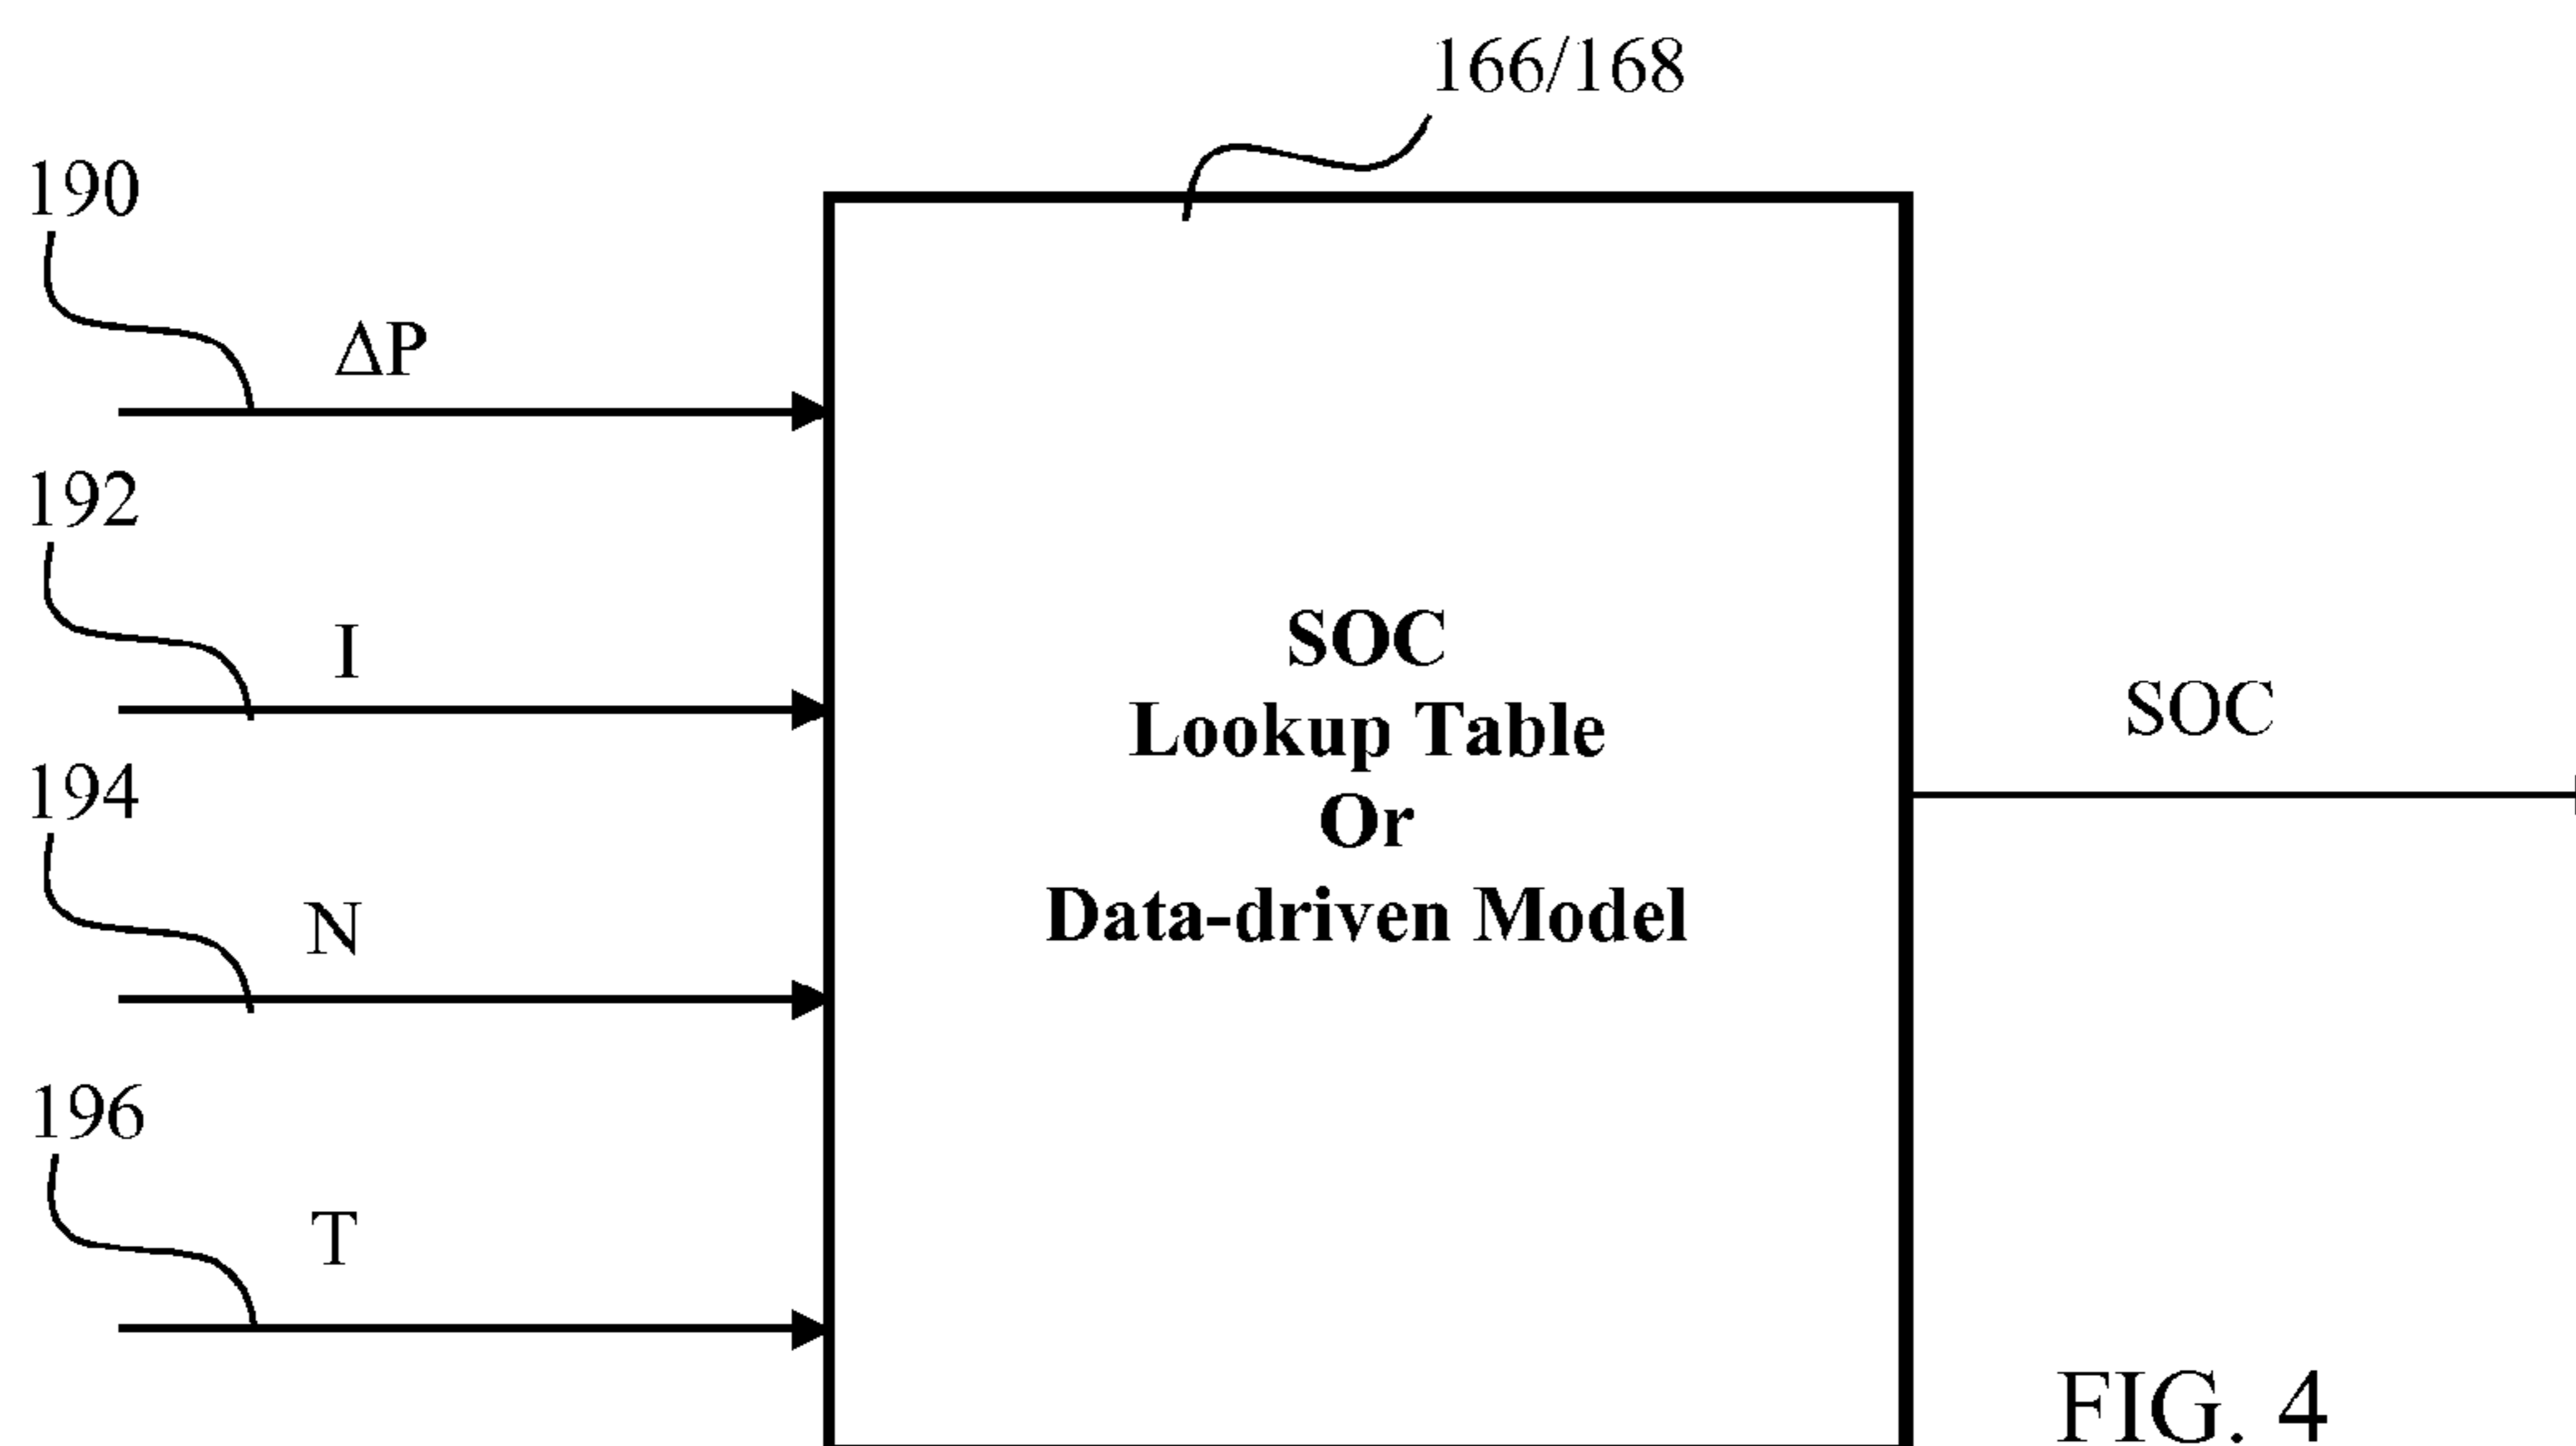 166/168
190
ΔP
192
I
194
N
196
T
SOC
Lookup Table
Or
Data-driven Model
SOC
FIG. 4